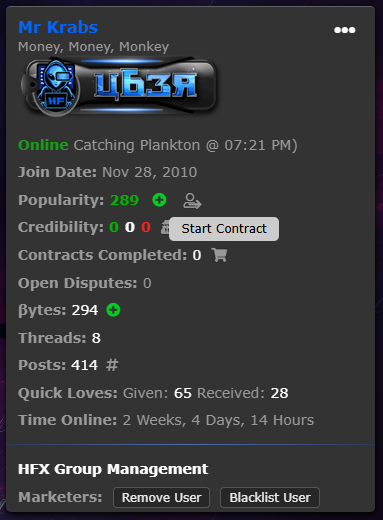 Mr Krabs
Money, Money, Monkey
HF ЦБЗЯ
Online Catching Plankton @ 07:21 PM)
Join Date: Nov 28, 2010
Popularity: 289
Credibility: 0 0 0
Start Contract
Contracts Completed: 0
Open Disputes: 0
βytes: 294
Threads: 8
Posts: 414 #
Quick Loves: Given: 65 Received: 28
Time Online: 2 Weeks, 4 Days, 14 Hours
HFX Group Management
Marketers: Remove User Blacklist User